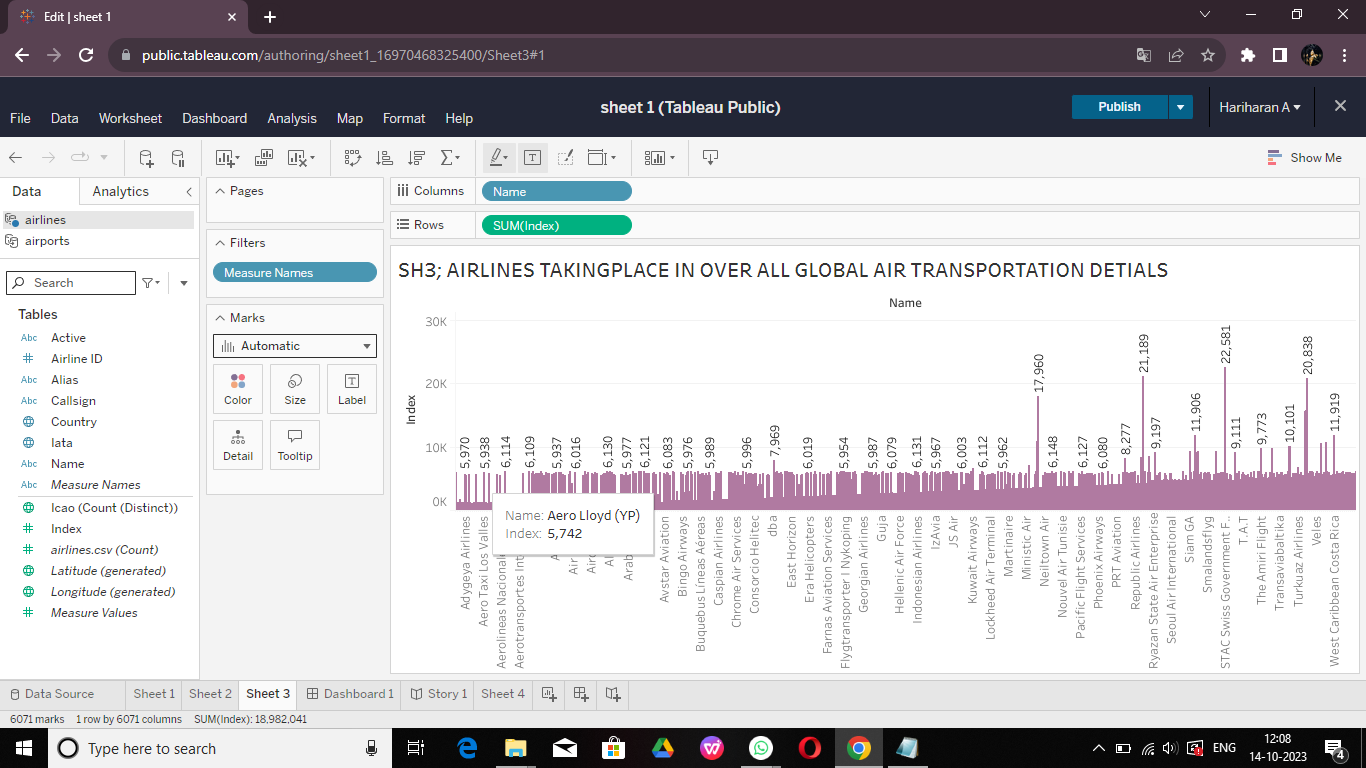 Edit | sheet 1
public.tableau.com/authoring/sheet1_16970468325400/Sheet3#1
sheet 1 (Tableau Public)
Publish
Hariharan A
File Data Worksheet Dashboard Analysis Map Format Help
Show Me
Data Analytics
airlines
airports
Search
Tables
Abc Active
Airline ID
Abc Alias
Abc Callsign
Country
Iata
Abc Name
Abc Measure Names
Icao (Count (Distinct))
Index
airlines.csv (Count)
Latitude (generated)
Longitude (generated)
Measure Values
Pages
Filters
Measure Names
Marks
Automatic
Color Size Label
Detail Tooltip
Columns Name
Rows SUM(Index)
SH3; AIRLINES TAKINGPLACE IN OVER ALL GLOBAL AIR TRANSPORTATION DETIALS
Name
Index
30K
20K
10K
0K
5,970
5,938
6,114
6,109
5,937
6,016
6,130
5,977
6,121
6,083
5,976
5,989
5,996
7,969
6,019
5,954
5,987
6,079
6,131
5,967
6,003
6,112
5,962
17,960
6,148
6,127
6,080
8,277
21,189
9,197
11,906
22,581
9,111
9,773
10,101
20,838
11,919
Name: Aero Lloyd (YP)
Index: 5,742
Adygeya Airlines
Aero Taxi Los Valles
Aerolineas Nacionale
Aerotransportes Int
A
Air
Airc
Al
Arab
Avstar Aviation
Bingo Airways
Buquebus Líneas Aéreas
Caspian Airlines
Chrome Air Services
Consorcio Helitec
dba
East Horizon
Era Helicopters
Farnas Aviation Services
Flygtransporter I Nykoping
Georgian Airlines
Guja
Hellenic Air Force
Indonesian Airlines
IzAvia
JS Air
Kuwait Airways
Lockheed Air Terminal
Martinaire
Ministic Air
Neiltown Air
Nouvel Air Tunisie
Pacific Flight Services
Phoenix Airways
PRT Aviation
Republic Airlines
Ryazan State Air Enterprise
Seoul Air International
Siam GA
Smalandsflyg
STAC Swiss Government F..
T.A.T
The Amiri Flight
Transaviabaltika
Turkuaz Airlines
Veles
West Caribbean Costa Rica
Data Source Sheet 1 Sheet 2 Sheet 3 Dashboard 1 Story 1 Sheet 4
6071 marks 1 row by 6071 columns SUM(Index): 18,982,041
Type here to search
ENG
12:08
14-10-2023
4